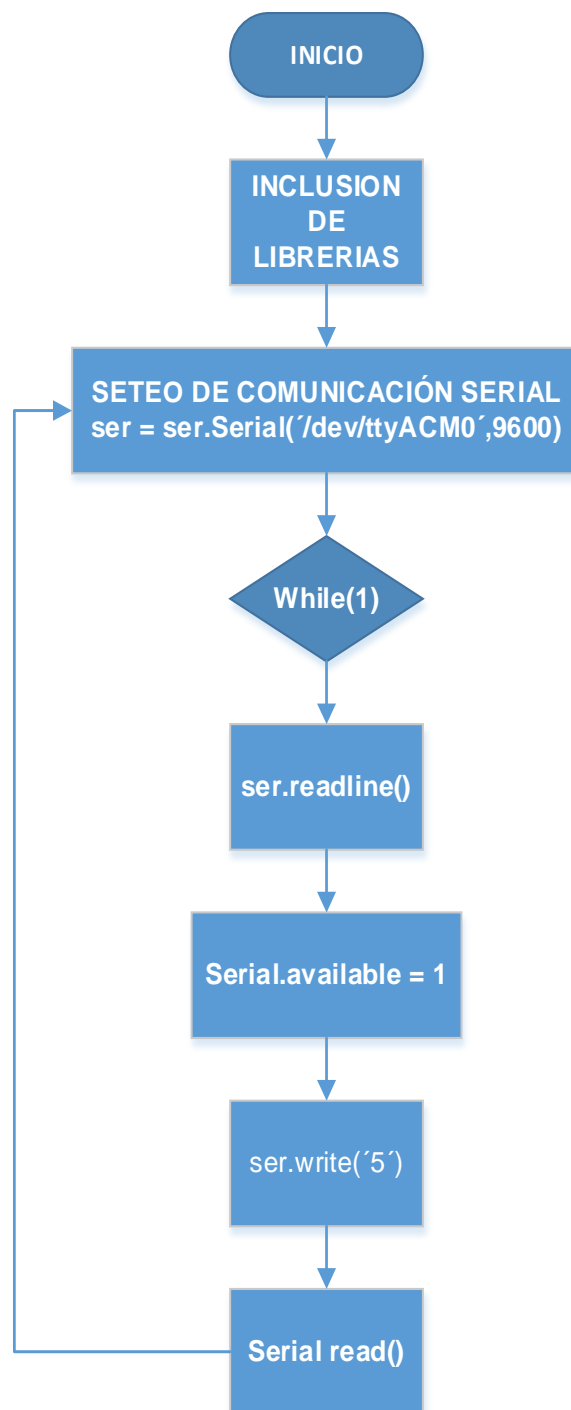 INICIO
INCLUSION
DE
LIBRERIAS
SETEO DE COMUNICACIÓN SERIAL
ser = ser.Serial(´/dev/ttyACM0´,9600)
While(1)
ser.readline()
Serial.available = 1
ser.write(´5´)
Serial read()